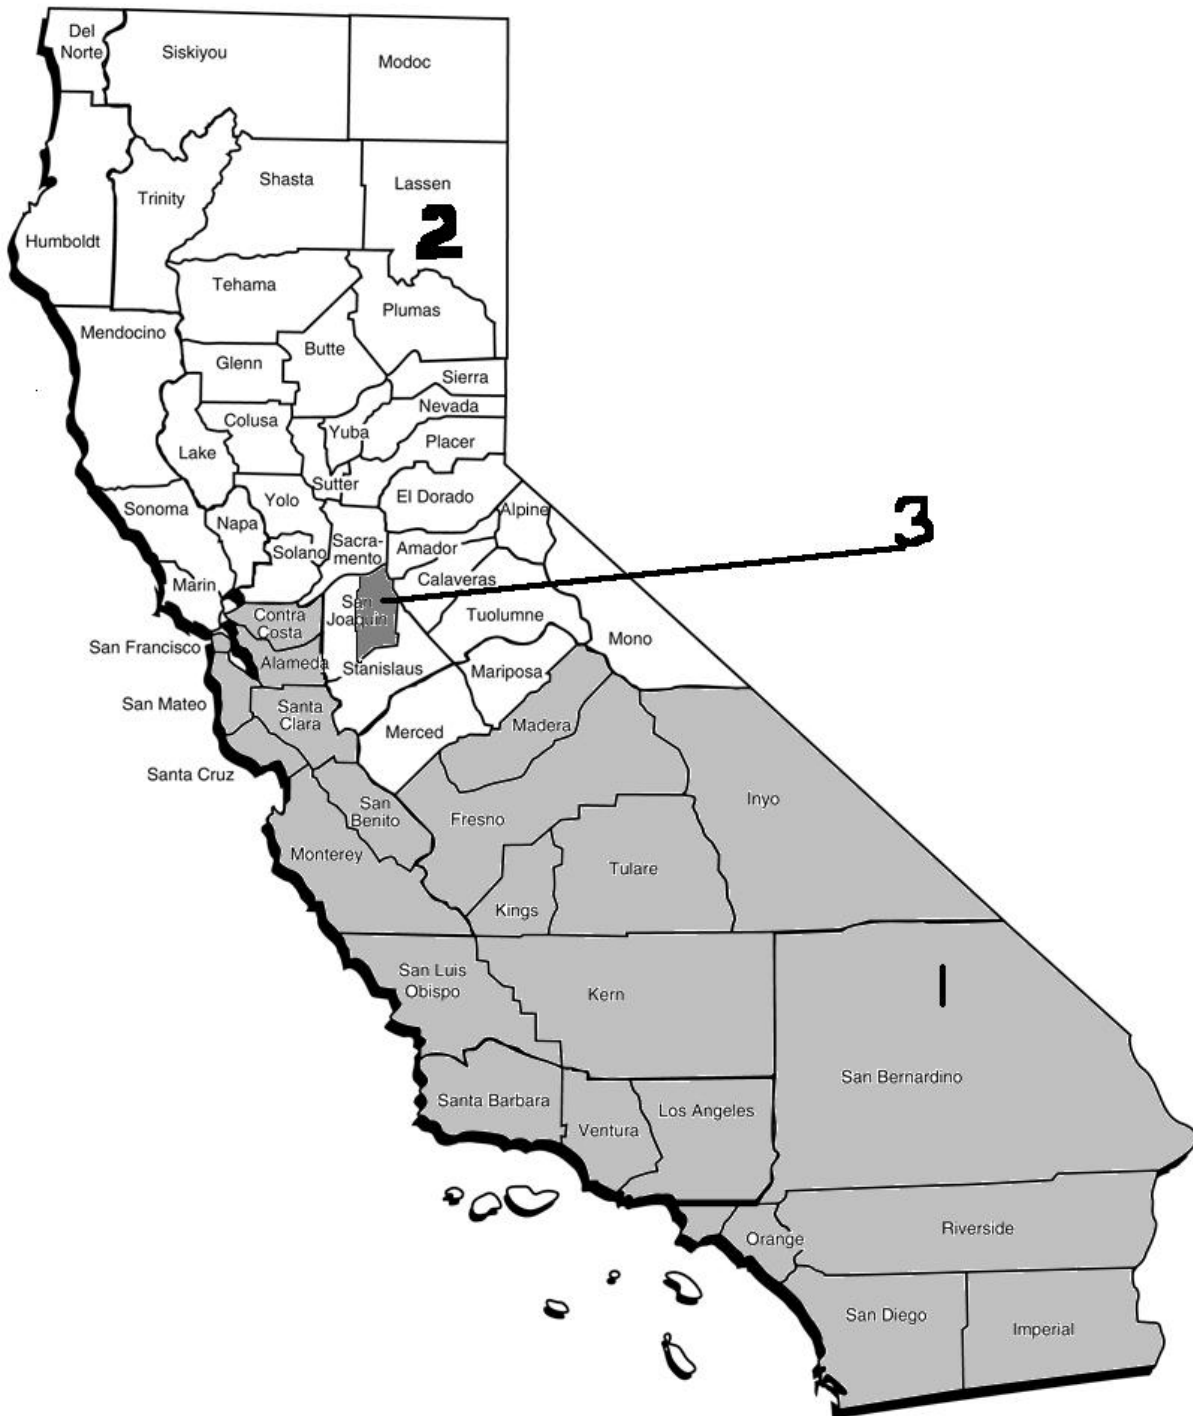 Del
Norte
Siskiyou
Modoc
Shasta
Lassen
Trinity
2
Humboldt
Tehama
Plumas
Mendocino
Butte
Glenn
Sierra
Nevada
Colusa
Yuba
Placer
Lake
Sutter
El Dorado
Yolo
Sonoma
Alpine
Napa
3
Sacra-
mento
Solano
Amador
Calaveras
Marin
San
Joaquin
Contra
Costa
Tuolumne
Mono
San Francisco
Alameda
Stanislaus
Mariposa
San Mateo
Santa
Clara
Madera
Merced
Santa Cruz
Inyo
San
Benito
Fresno
Monterey
Tulare
Kings
San Luis
Obispo
Kern
1
San Bernardino
Santa Barbara
Los Angeles
Ventura
Riverside
Orange
San Diego
Imperial